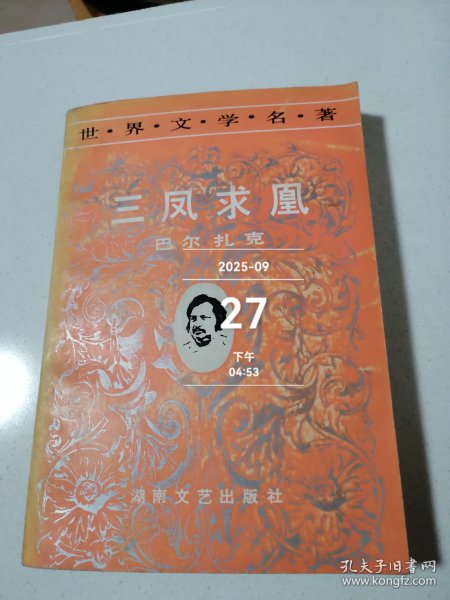 世·界·文·学·名·著
三凤求凰
巴尔扎克
2025-09
27
下午
04:53
湖南文艺出版社
孔夫子旧书网
www.kongfz.com